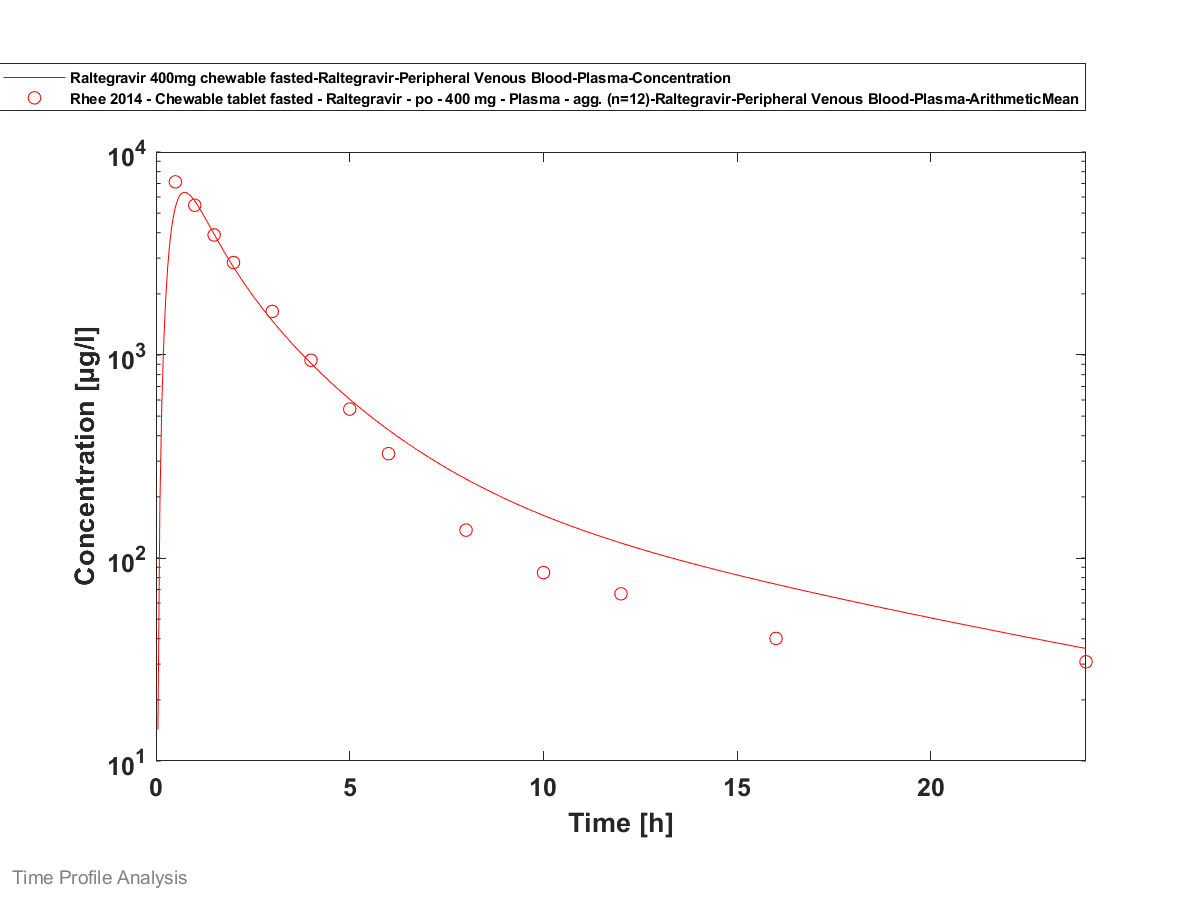 Raltegravir 400mg chewable fasted-Raltegravir-Peripheral Venous Blood-Plasma-Concentration
Rhee 2014 - Chewable tablet fasted - Raltegravir - po - 400 mg - Plasma - agg. (n=12)-Raltegravir-Peripheral Venous Blood-Plasma-ArithmeticMean
10^4
10^3
10^2
10^1
Concentration [µg/l]
0 5 10 15 20
Time [h]
Time Profile Analysis